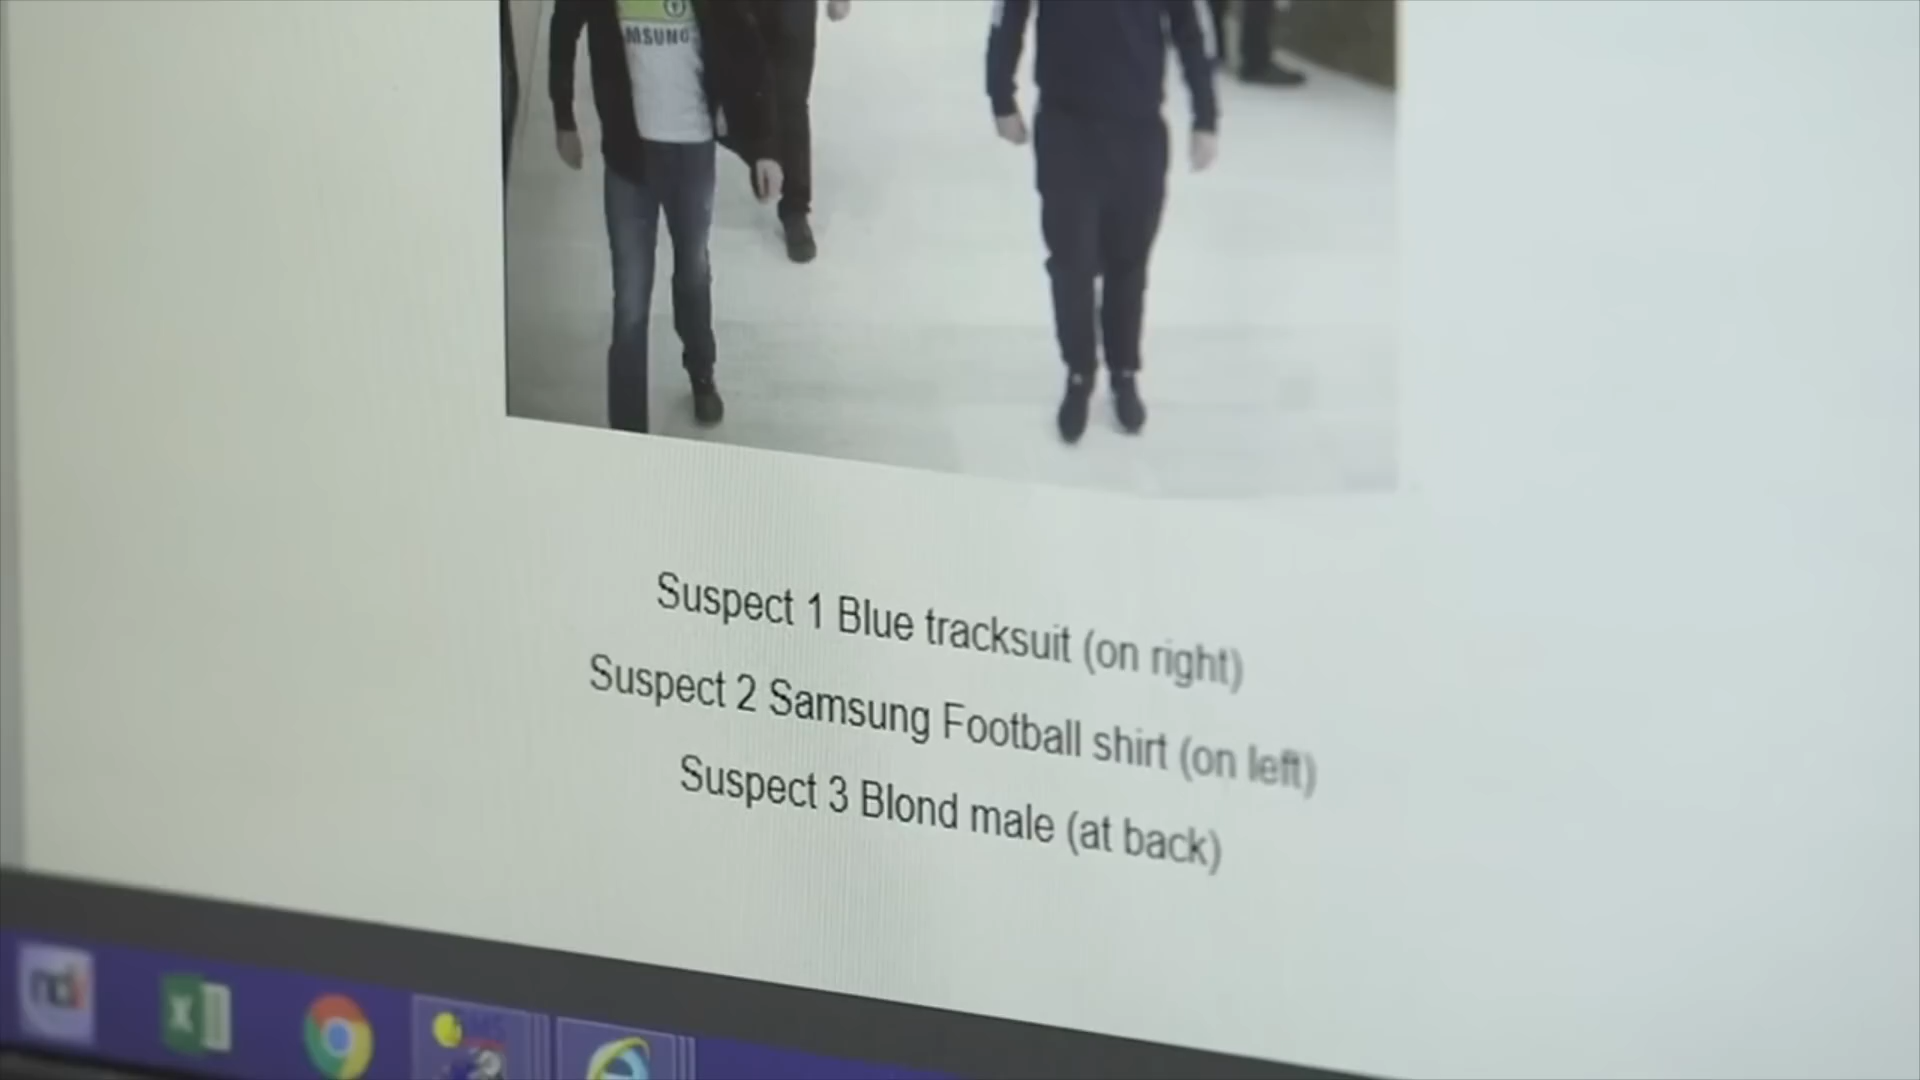 MSUNG
Suspect 1 Blue tracksuit (on right)
Suspect 2 Samsung Football shirt (on left)
Suspect 3 Blond male (at back)
ndi